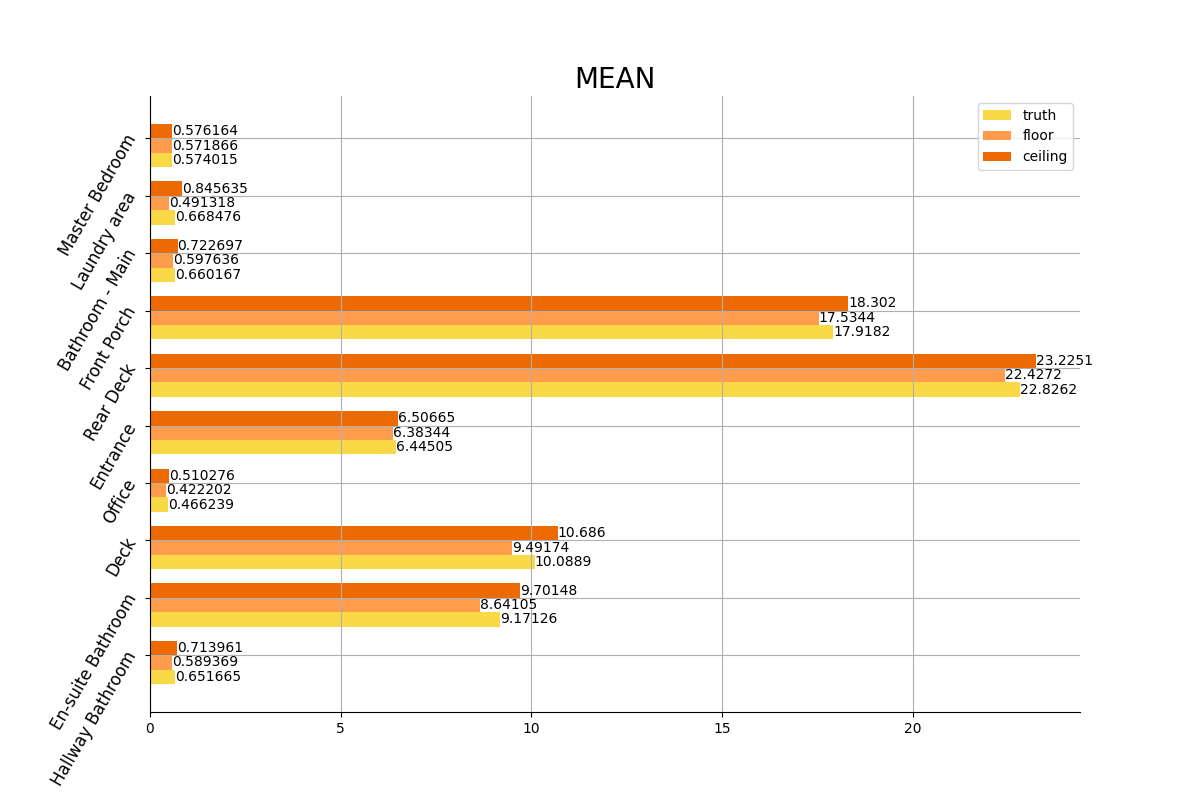 MEAN
truth
floor
ceiling
Master Bedroom
0.576164
0.571866
0.574015
Laundry area
0.845635
0.491318
0.668476
Bathroom - Main
0.722697
0.597636
0.660167
Front Porch
18.302
17.5344
17.9182
Rear Deck
23.2251
22.4272
22.8262
Entrance
6.50665
6.38344
6.44505
Office
0.510276
0.422202
0.466239
Deck
10.686
9.49174
10.0889
En-suite Bathroom
9.70148
8.64105
9.17126
Hallway Bathroom
0.713961
0.589369
0.651665
0
5
10
15
20